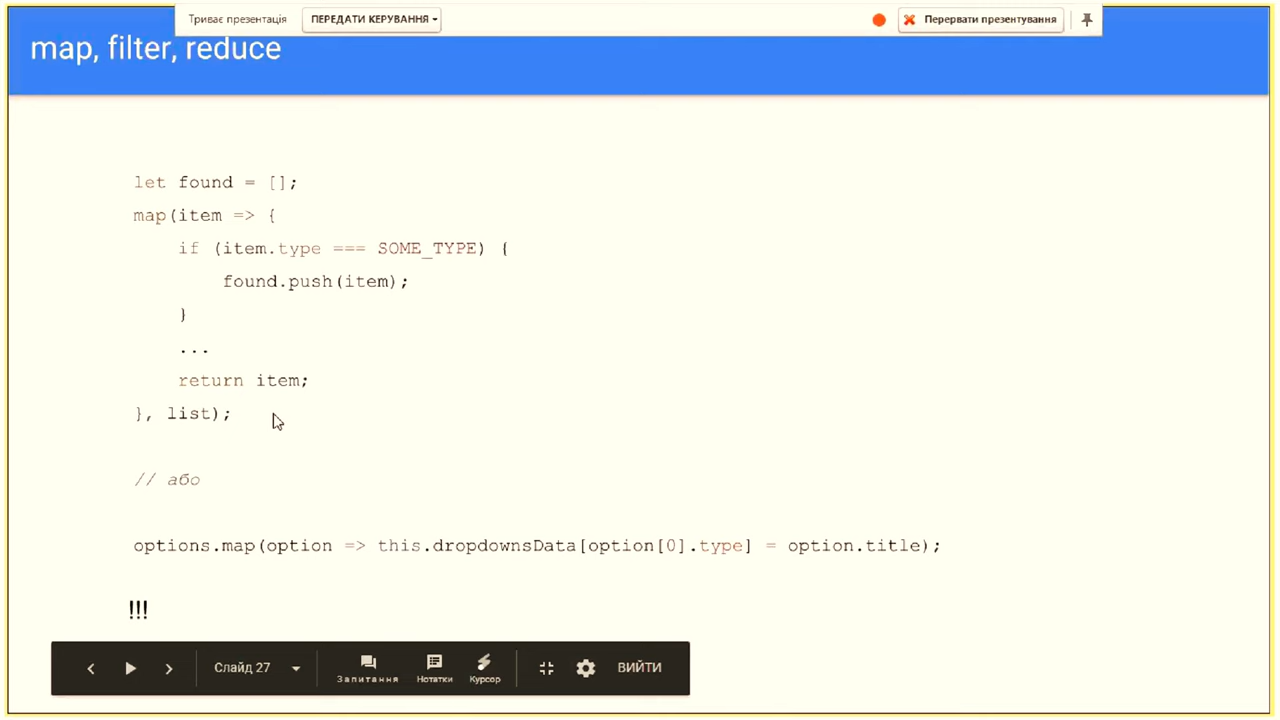 Триває презентація ПЕРЕДАТИ КЕРУВАННЯ Перервати презентування
map, filter, reduce
let found = [];
map(item => {
if (item.type === SOME_TYPE) {
found.push(item);
}
...
return item;
}, list);
// або
options.map(option => this.dropdownsData[option[0].type] = option.title);
!!!
Слайд 27 Запитання Нотатки Курсор ВИЙТИ